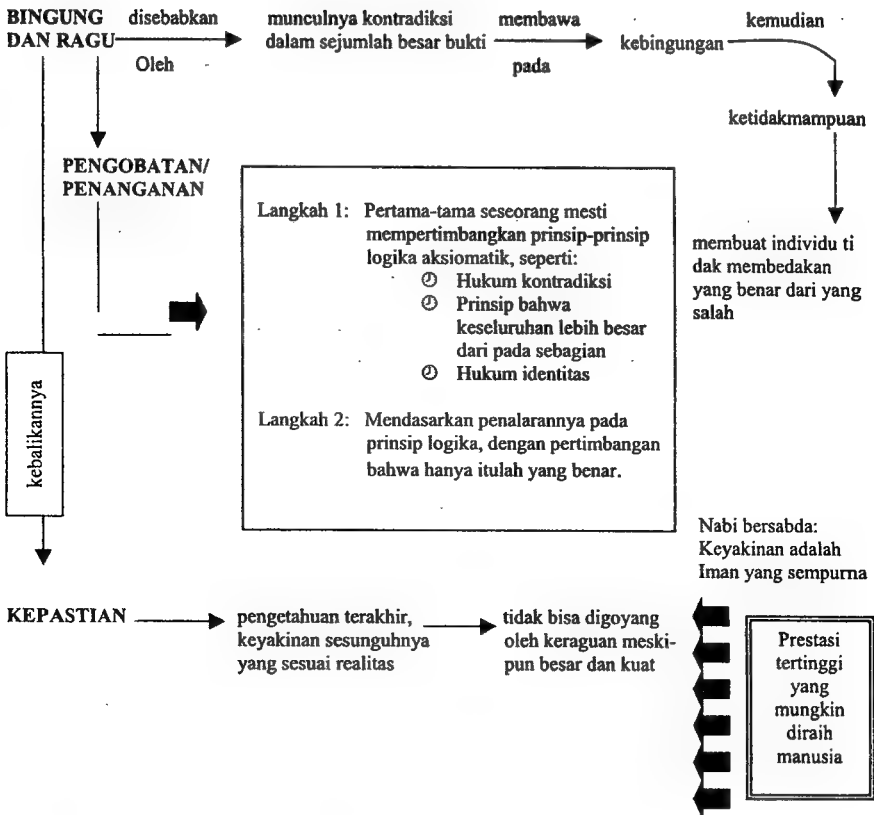 BINGUNG DAN RAGU
disebabkan
Oleh
munculnya kontradiksi
dalam sejumlah besar bukti
membawa
pada
kebingungan
kemudian
ketidakmampuan
membuat individu ti
dak membedakan
yang benar dari yang
salah
PENGOBATAN/
PENANGANAN
Langkah 1: Pertama-tama seseorang mesti
mempertimbangkan prinsip-prinsip
logika aksiomatik, seperti:
Hukum kontradiksi
Prinsip bahwa
keseluruhan lebih besar
dari pada sebagian
Hukum identitas
Langkah 2: Mendasarkan penalarannya pada
prinsip logika, dengan pertimbangan
bahwa hanya itulah yang benar.
kebalikannya
KEPASTIAN
pengetahuan terakhir,
keyakinan sesunguhnya
yang sesuai realitas
tidak bisa digoyang
oleh keraguan meski-
pun besar dan kuat
Nabi bersabda:
Keyakinan adalah
Iman yang sempurna
Prestasi
tertinggi
yang
mungkin
diraih
manusia